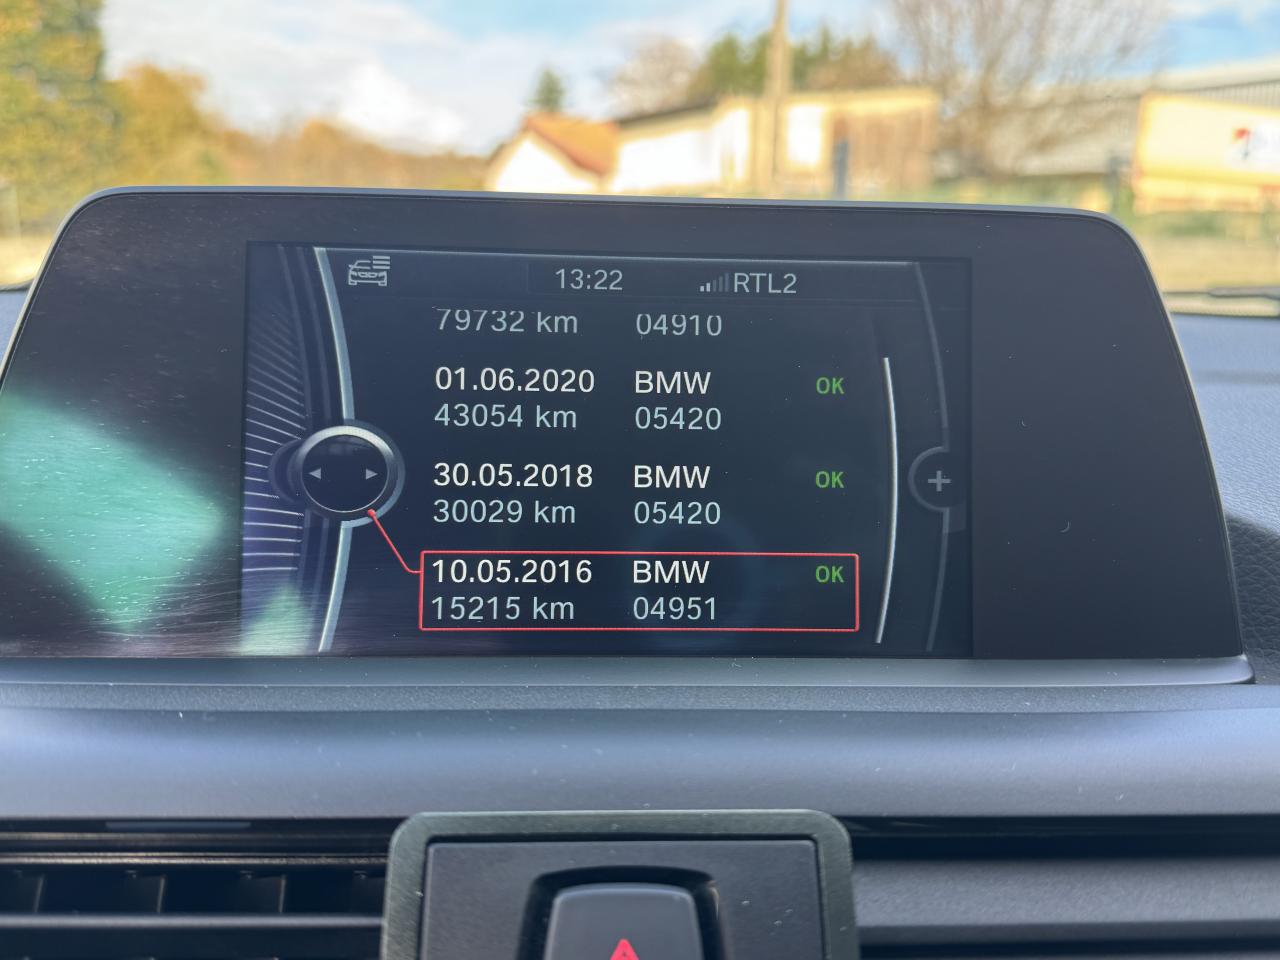 13:22 RTL2
79732 km 04910
01.06.2020 BMW OK
43054 km 05420
30.05.2018 BMW OK
30029 km 05420
10.05.2016 BMW OK
15215 km 04951